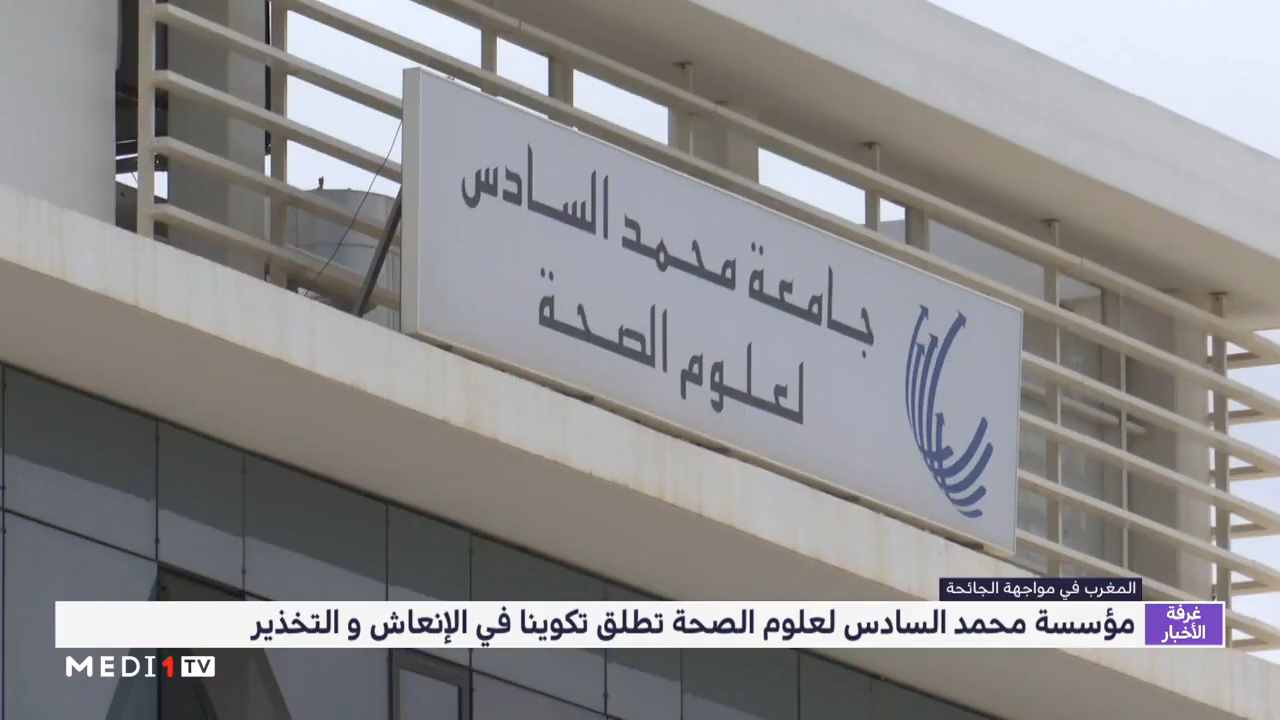 جامعة محمد السادس
لعلوم الصحة
المغرب في مواجهة الجائحة
غرفة
الأخبار
مؤسسة محمد السادس لعلوم الصحة تطلق تكوينا في الإنعاش و التخذير
MEDI1TV